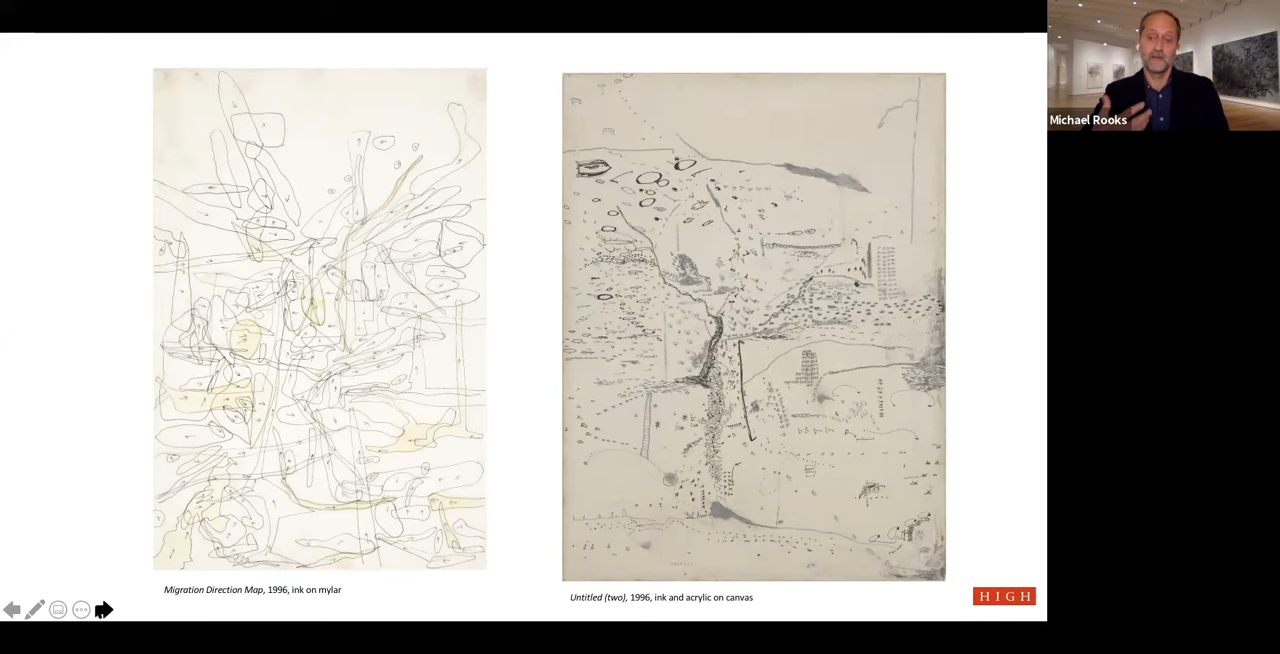 Michael Rooks
Migration Direction Map, 1996, ink on mylar
Untitled (two), 1996, ink and acrylic on canvas
HIGH